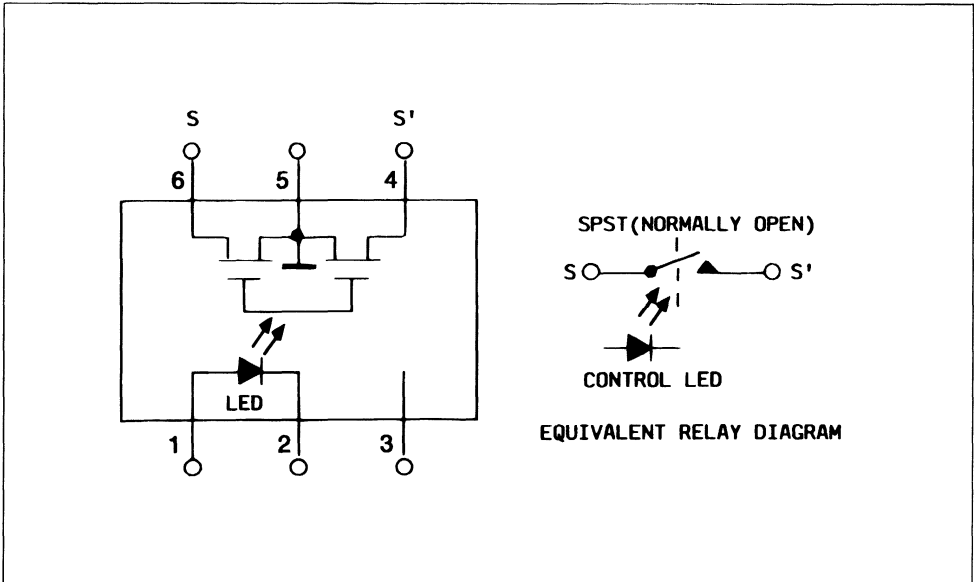 S S'
6 5 4
LED
1 2 3
SPST(NORMALLY OPEN)
S S'
CONTROL LED
EQUIVALENT RELAY DIAGRAM